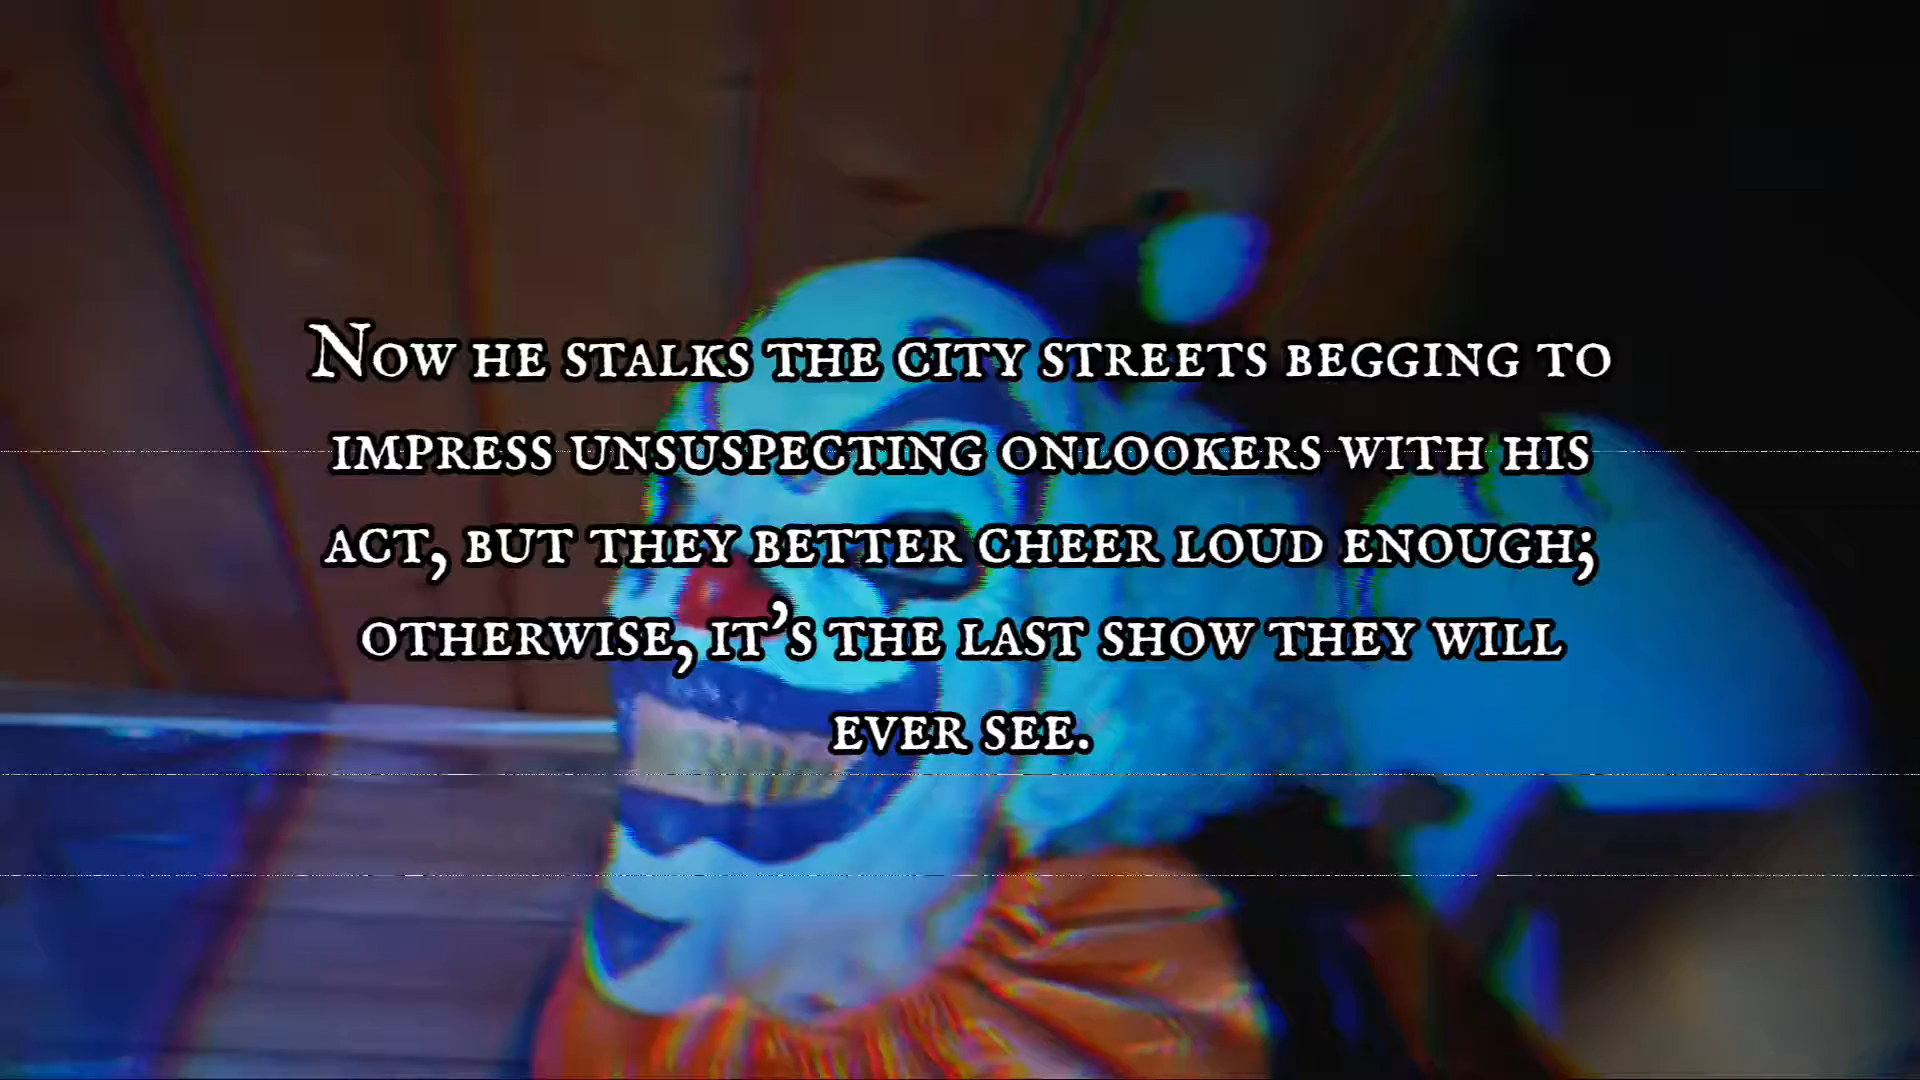 Now he stalks the city streets begging to
impress unsuspecting onlookers with his
act, but they better cheer loud enough;
otherwise, it's the last show they will
ever see.